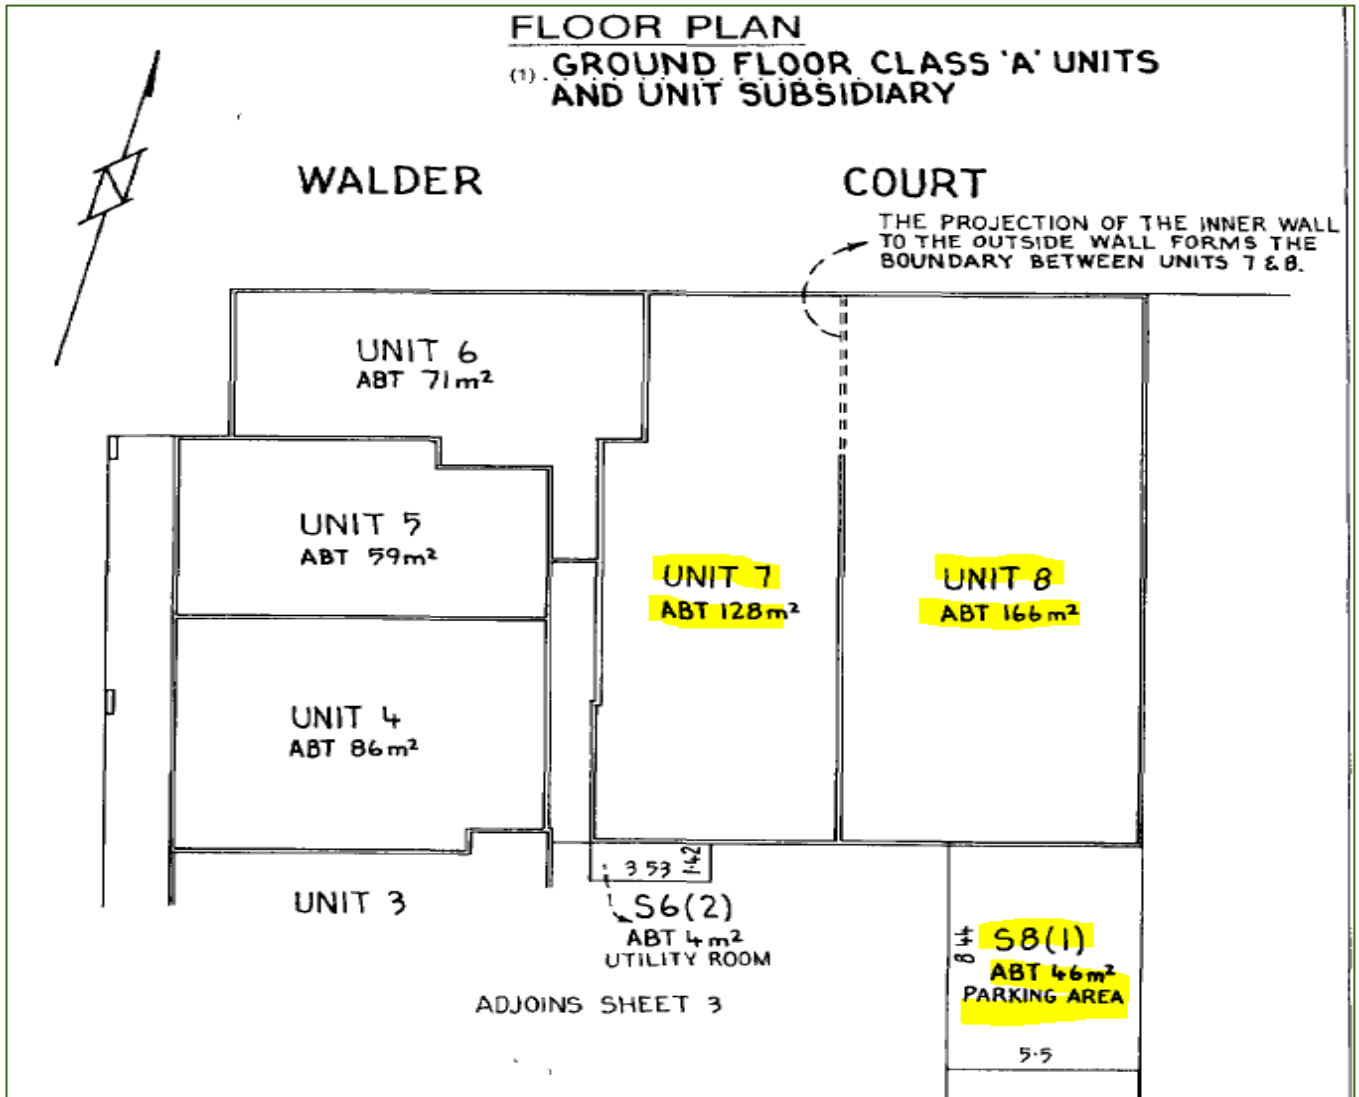 FLOOR PLAN
(1) GROUND FLOOR CLASS 'A' UNITS
AND UNIT SUBSIDIARY
N
WALDER COURT
THE PROJECTION OF THE INNER WALL
TO THE OUTSIDE WALL FORMS THE
BOUNDARY BETWEEN UNITS 7 & 8.
UNIT 6
ABT 71m²
UNIT 5
ABT 59m²
UNIT 7
ABT 128m²
UNIT 8
ABT 166m²
UNIT 4
ABT 86m²
UNIT 3
3 53
1·42
S6(2)
ABT 4m²
UTILITY ROOM
8 44
S8(1)
ABT 46m²
PARKING AREA
ADJOINS SHEET 3
5·5